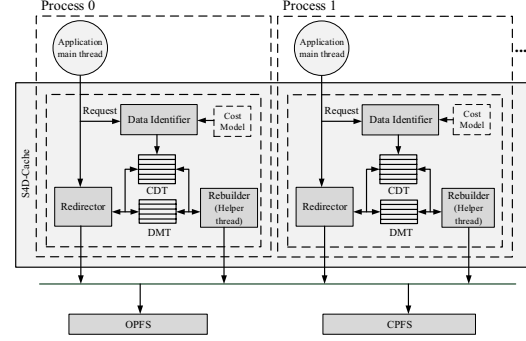 Process 0
Process 1
Application
main thread
Application
main thread
...
Request
Data Identifier
Cost
Model
Request
Data Identifier
Cost
Model
S4D-Cache
CDT
CDT
Redirector
Rebuilder
(Helper
thread)
Redirector
Rebuilder
(Helper
thread)
DMT
DMT
OPFS
CPFS